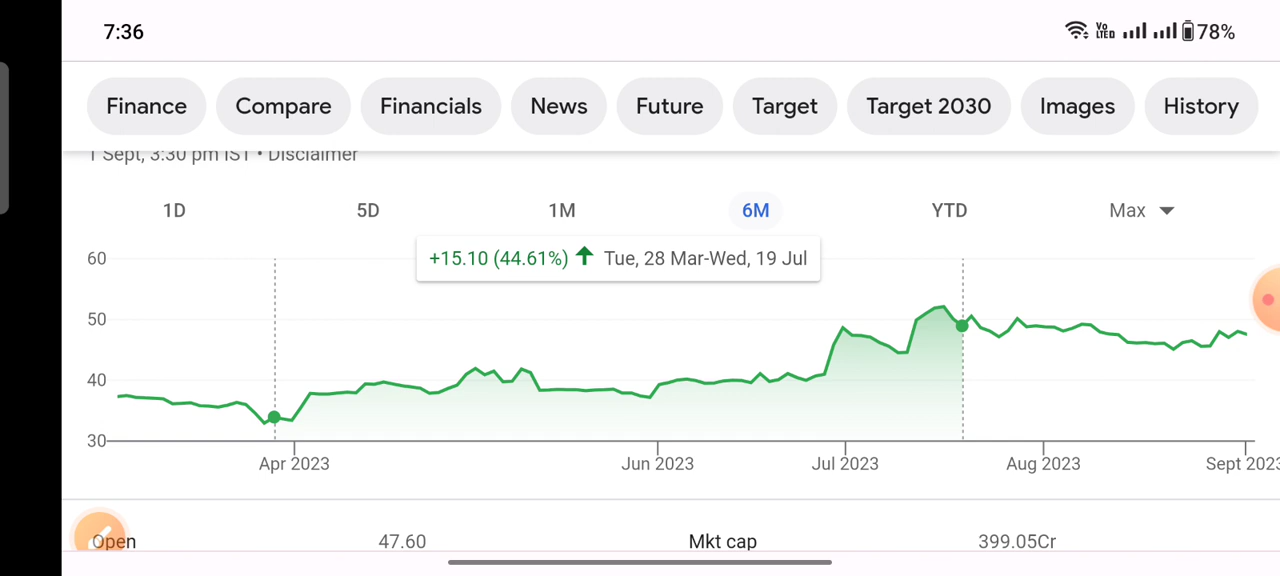 7:36 Vo LTED 78%
Finance Compare Financials News Future Target Target 2030 Images History
1 Sept, 3:30 pm IST • Disclaimer
1D 5D 1M 6M YTD Max
+15.10 (44.61%) Tue, 28 Mar-Wed, 19 Jul
60
50
40
30
Apr 2023 Jun 2023 Jul 2023 Aug 2023 Sept 2023
Open 47.60 Mkt cap 399.05Cr